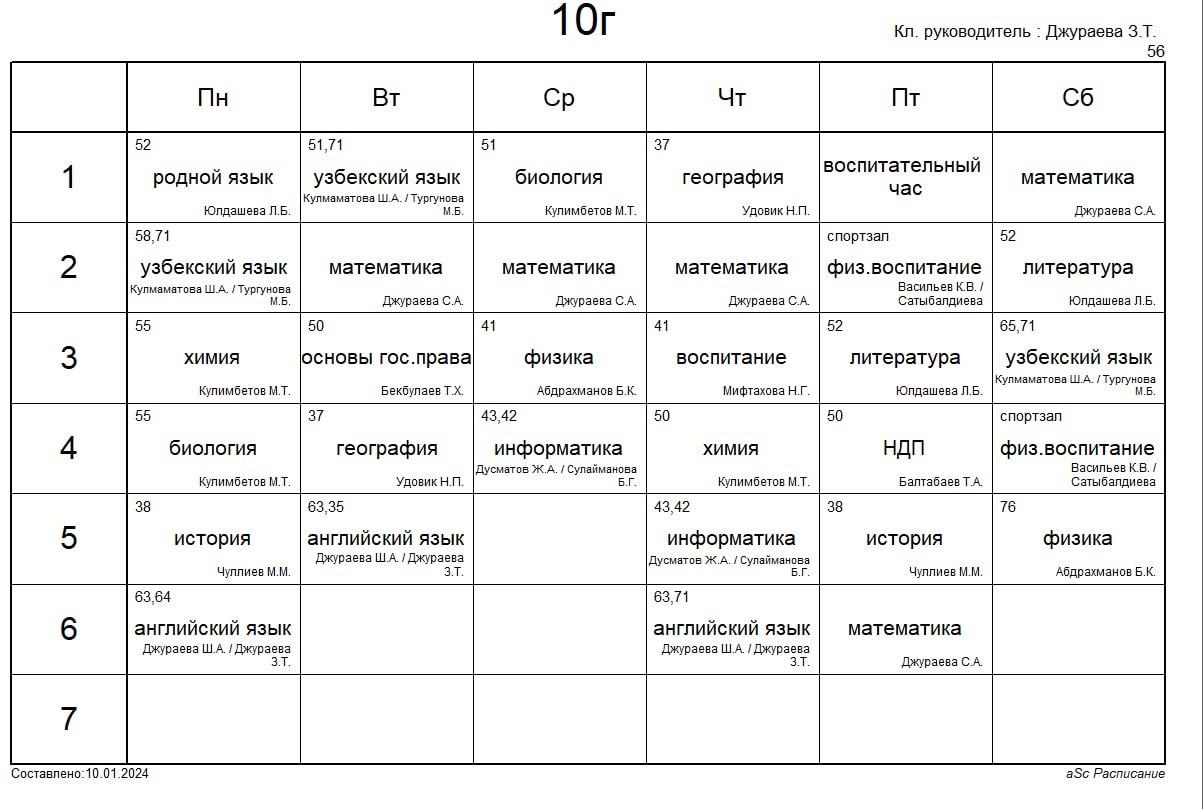 10г
Кл. руководитель : Джураева З.Т.
56
Пн Вт Ср Чт Пт Сб
1
52
родной язык
Юлдашева Л.Б.
51,71
узбекский язык
Кулмаматова Ш.А. / Тургунова
М.Б.
51
биология
Кулимбетов М.Т.
37
география
Удовик Н.П.
воспитательный
час
математика
Джураева С.А.
2
58,71
узбекский язык
Кулмаматова Ш.А. / Тургунова
М.Б.
математика
Джураева С.А.
математика
Джураева С.А.
математика
Джураева С.А.
спортзал
физ.воспитание
Васильев К.В. /
Сатыбалдиева
52
литература
Юлдашева Л.Б.
3
55
химия
Кулимбетов М.Т.
50
основы гос.права
Бекбулаев Т.Х.
41
физика
Абдрахманов Б.К.
41
воспитание
Мифтахова Н.Г.
52
литература
Юлдашева Л.Б.
65,71
узбекский язык
Кулмаматова Ш.А. / Тургунова
М.Б.
4
55
биология
Кулимбетов М.Т.
37
география
Удовик Н.П.
43,42
информатика
Дусматов Ж.А. / Сулайманова
Б.Г.
50
химия
Кулимбетов М.Т.
50
НДП
Балтабаев Т.А.
спортзал
физ.воспитание
Васильев К.В. /
Сатыбалдиева
5
38
история
Чуллиев М.М.
63,35
английский язык
Джураева Ш.А. / Джураева
З.Т.
43,42
информатика
Дусматов Ж.А. / Сулайманова
Б.Г.
38
история
Чуллиев М.М.
76
физика
Абдрахманов Б.К.
6
63,64
английский язык
Джураева Ш.А. / Джураева
З.Т.
63,71
английский язык
Джураева Ш.А. / Джураева
З.Т.
математика
Джураева С.А.
7
Составлено:10.01.2024
aSc Расписание